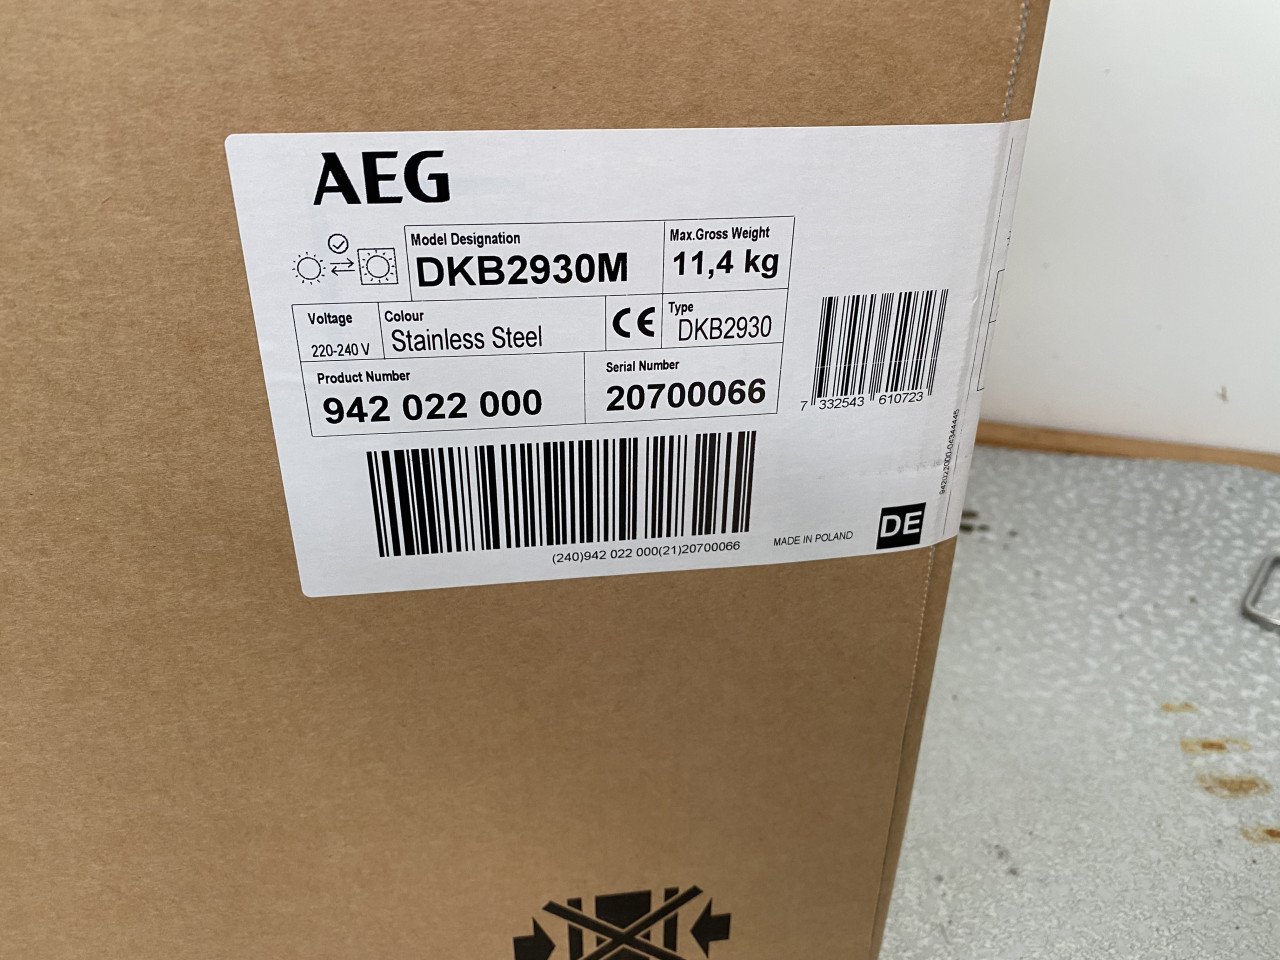 AEG
Model Designation
DKB2930M
Max.Gross Weight
11,4 kg
Voltage
220-240 V
Colour
Stainless Steel
CE
Type
DKB2930
Product Number
942 022 000
Serial Number
20700066
7 332543 610723
(240)942 022 000(21)20700066
MADE IN POLAND
DE
942022000-04344445